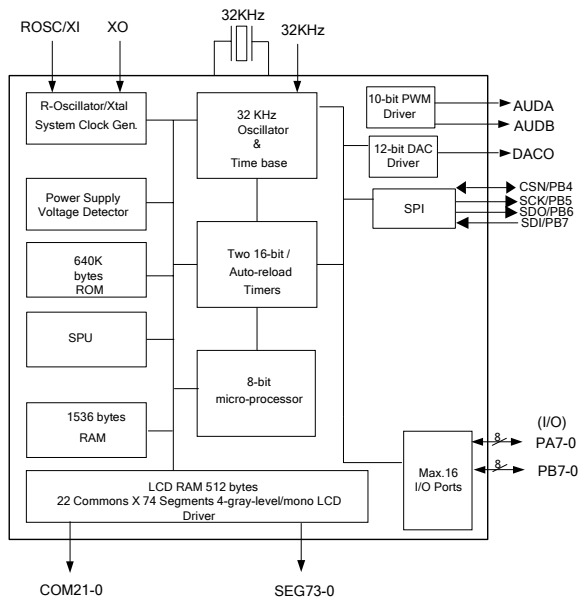 32KHz
ROSC/XI
XO
32KHz
R-Oscillator/Xtal
System Clock Gen.
32 KHz
Oscillator
&
Time base
10-bit PWM
Driver
AUDA
AUDB
12-bit DAC
Driver
DACO
Power Supply
Voltage Detector
SPI
CSN/PB4
SCK/PB5
SDO/PB6
SDI/PB7
640K
bytes
ROM
Two 16-bit /
Auto-reload
Timers
SPU
8-bit
micro-processor
1536 bytes
RAM
Max.16
I/O Ports
(I/O)
8
PA7-0
8
PB7-0
LCD RAM 512 bytes
22 Commons X 74 Segments 4-gray-level/mono LCD
Driver
COM21-0
SEG73-0